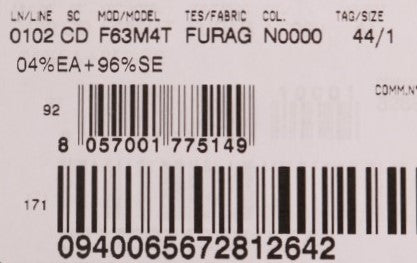 LN/LINE SC MOD/MODEL TES/FABRIC COL. TAG/SIZE
0102 CD F63M4T FURAG N0000 44/1
04%EA+96%SE
COMM.N
92
8 057001 775149
171
0940065672812642